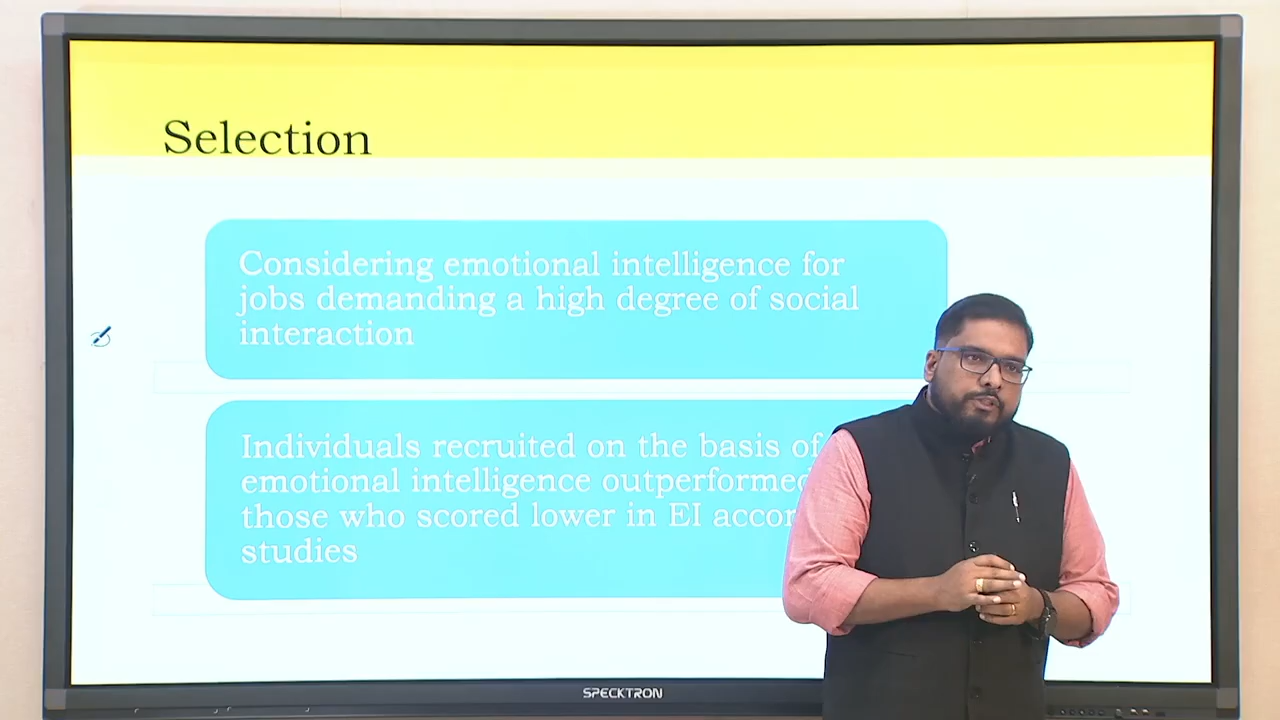 Selection
Considering emotional intelligence for
jobs demanding a high degree of social
interaction
Individuals recruited on the basis of
emotional intelligence outperformed
those who scored lower in EI
studies
SPECKTRON